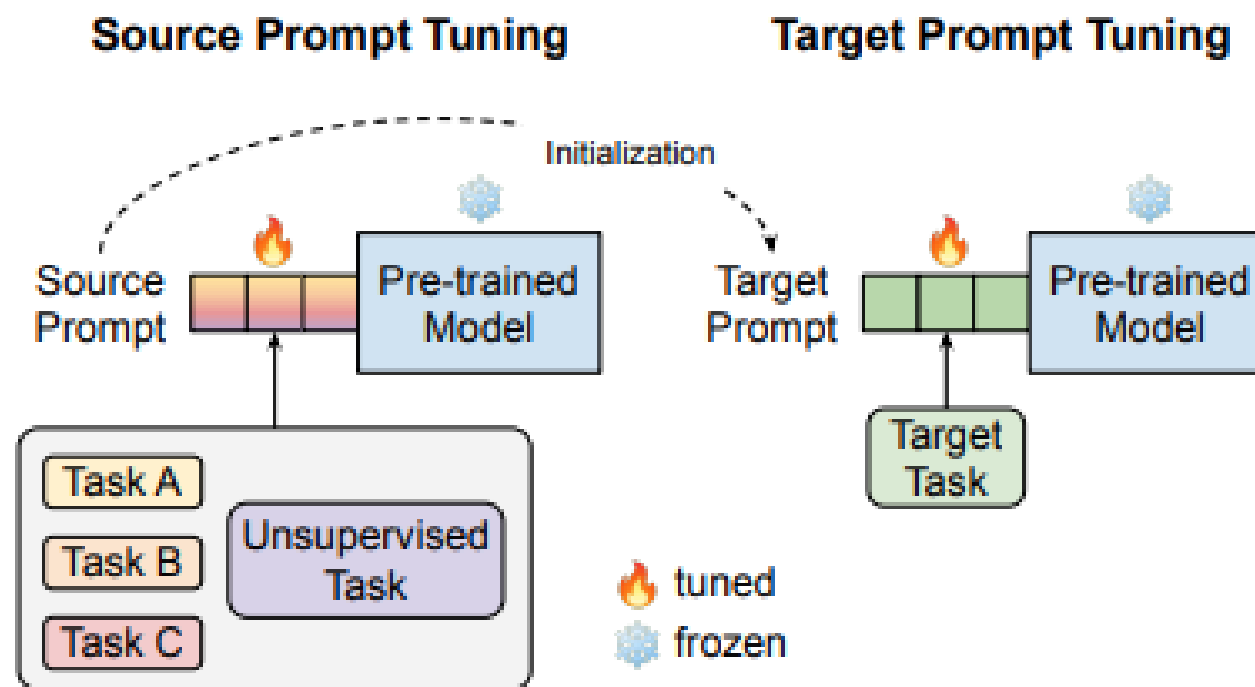 Source Prompt Tuning
Target Prompt Tuning
Initialization
Source
Prompt
Pre-trained
Model
Target
Prompt
Pre-trained
Model
Task A
Task B
Task C
Unsupervised
Task
Target
Task
tuned
frozen